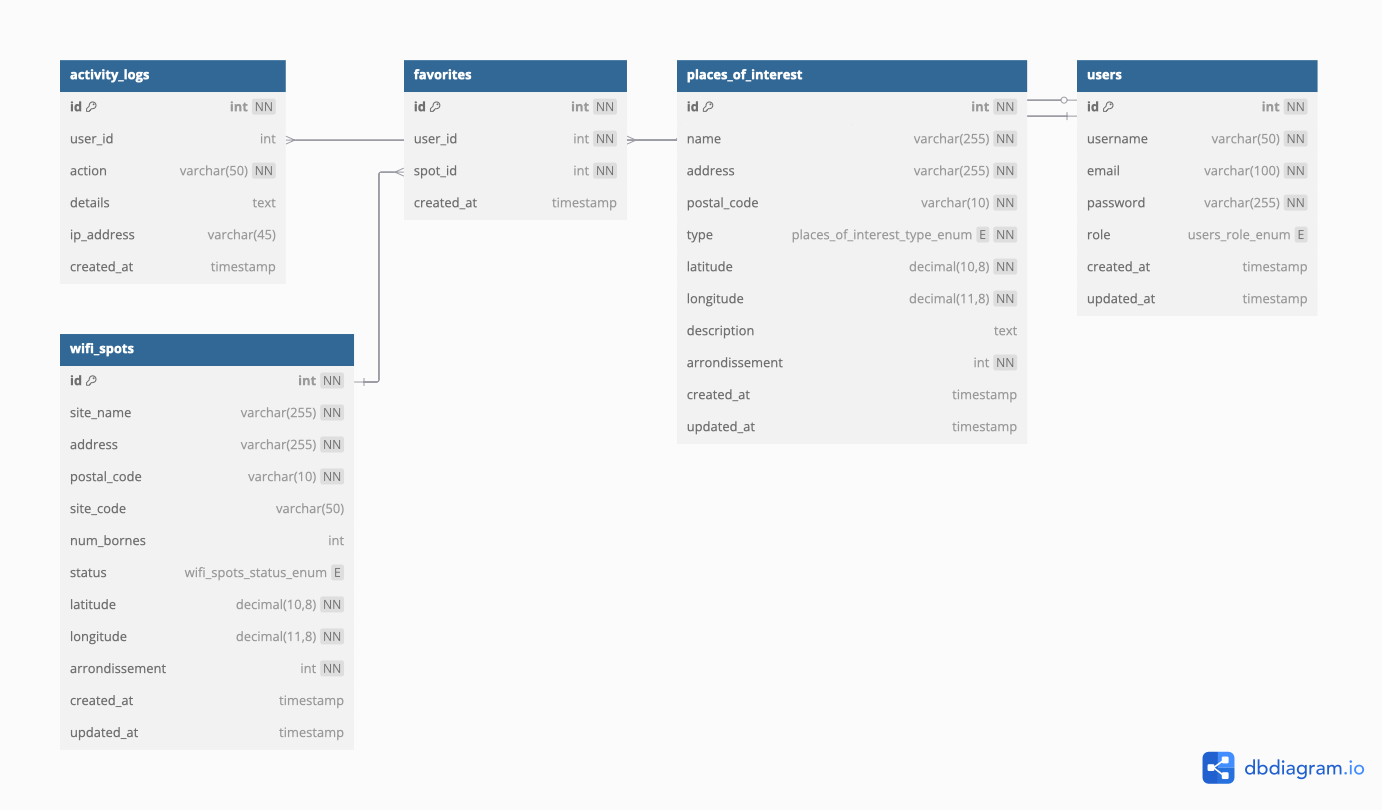 activity_logs
id int NN
user_id int
action varchar(50) NN
details text
ip_address varchar(45)
created_at timestamp
favorites
id int NN
user_id int NN
spot_id int NN
created_at timestamp
places_of_interest
id int NN
name varchar(255) NN
address varchar(255) NN
postal_code varchar(10) NN
type places_of_interest_type_enum E NN
latitude decimal(10,8) NN
longitude decimal(11,8) NN
description text
arrondissement int NN
created_at timestamp
updated_at timestamp
users
id int NN
username varchar(50) NN
email varchar(100) NN
password varchar(255) NN
role users_role_enum E
created_at timestamp
updated_at timestamp
wifi_spots
id int NN
site_name varchar(255) NN
address varchar(255) NN
postal_code varchar(10) NN
site_code varchar(50)
num_bornes int
status wifi_spots_status_enum E
latitude decimal(10,8) NN
longitude decimal(11,8) NN
arrondissement int NN
created_at timestamp
updated_at timestamp
dbdiagram.io